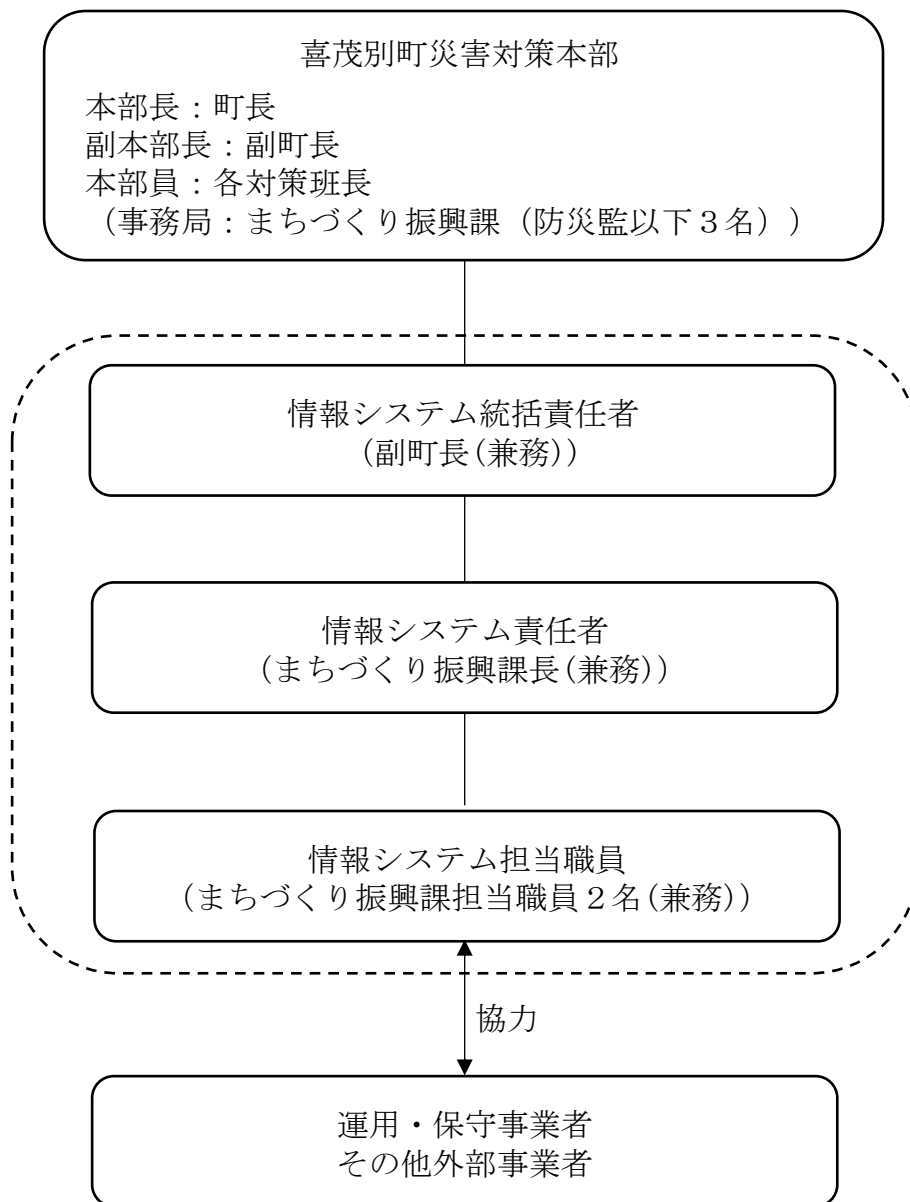 喜茂別町災害対策本部
本部長：町長
副本部長：副町長
本部員：各対策班長
（事務局：まちづくり振興課（防災監以下３名））
情報システム統括責任者
(副町長(兼務))
情報システム責任者
(まちづくり振興課長(兼務))
情報システム担当職員
(まちづくり振興課担当職員２名(兼務))
協力
運用・保守事業者
その他外部事業者